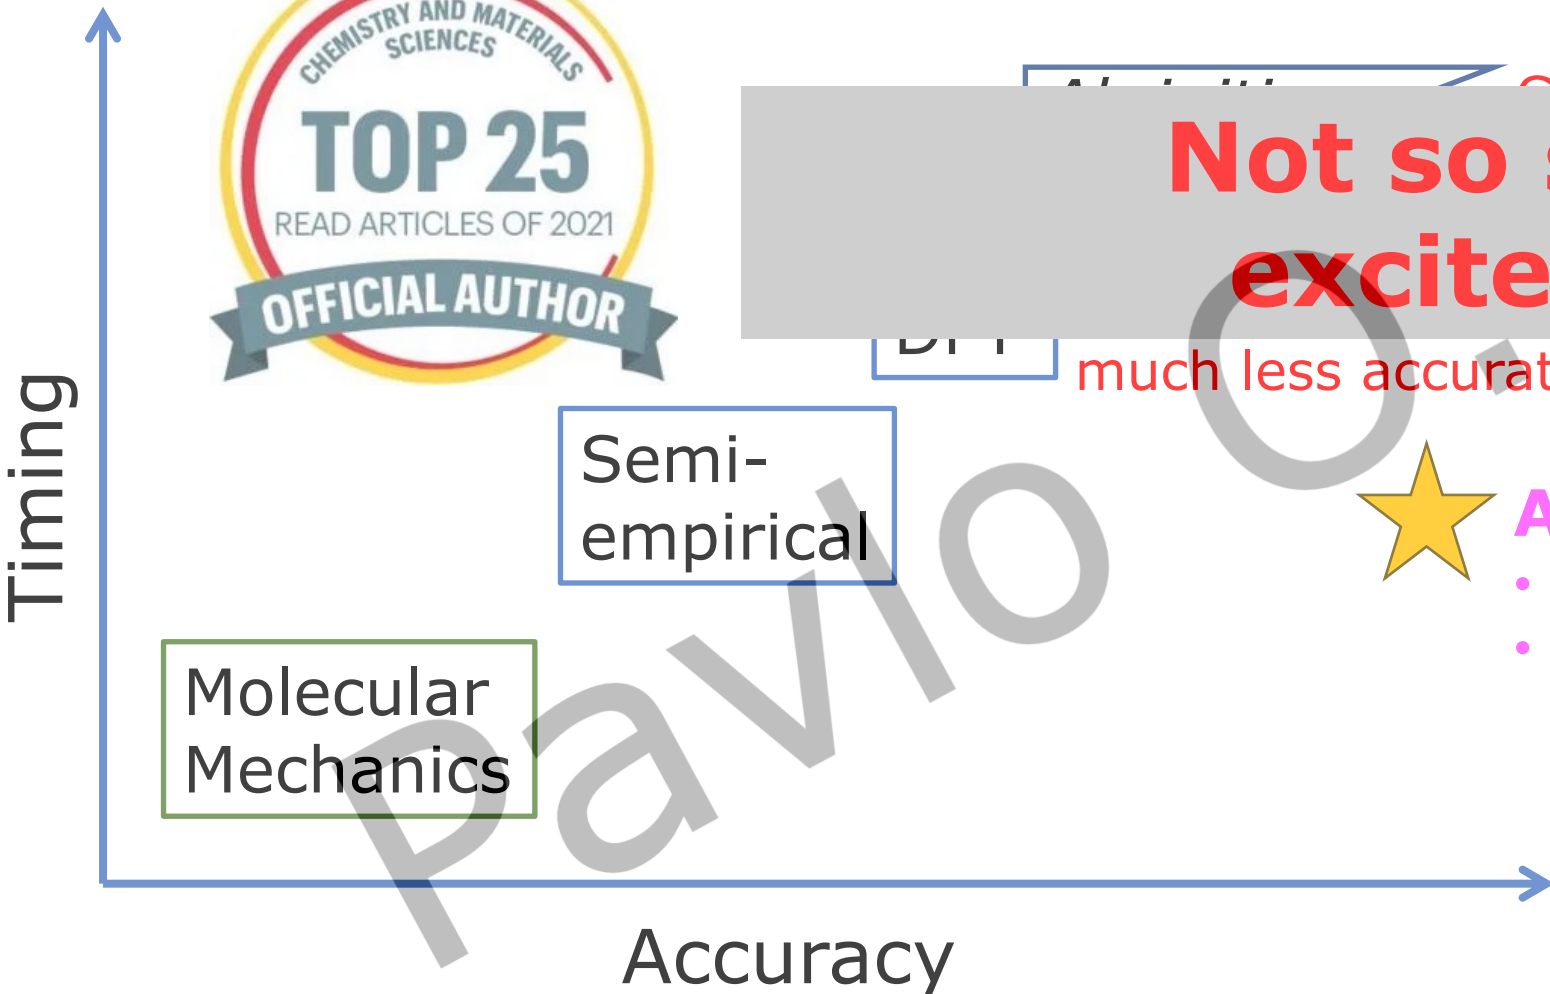 CHEMISTRY AND MATERIALS
SCIENCES
TOP 25
READ ARTICLES OF 2021
OFFICIAL AUTHOR
Not so
excite
DFT
much less accurat
Semi-
empirical
A
•
•
Molecular
Mechanics
Timing
Accuracy
Pavlo O.